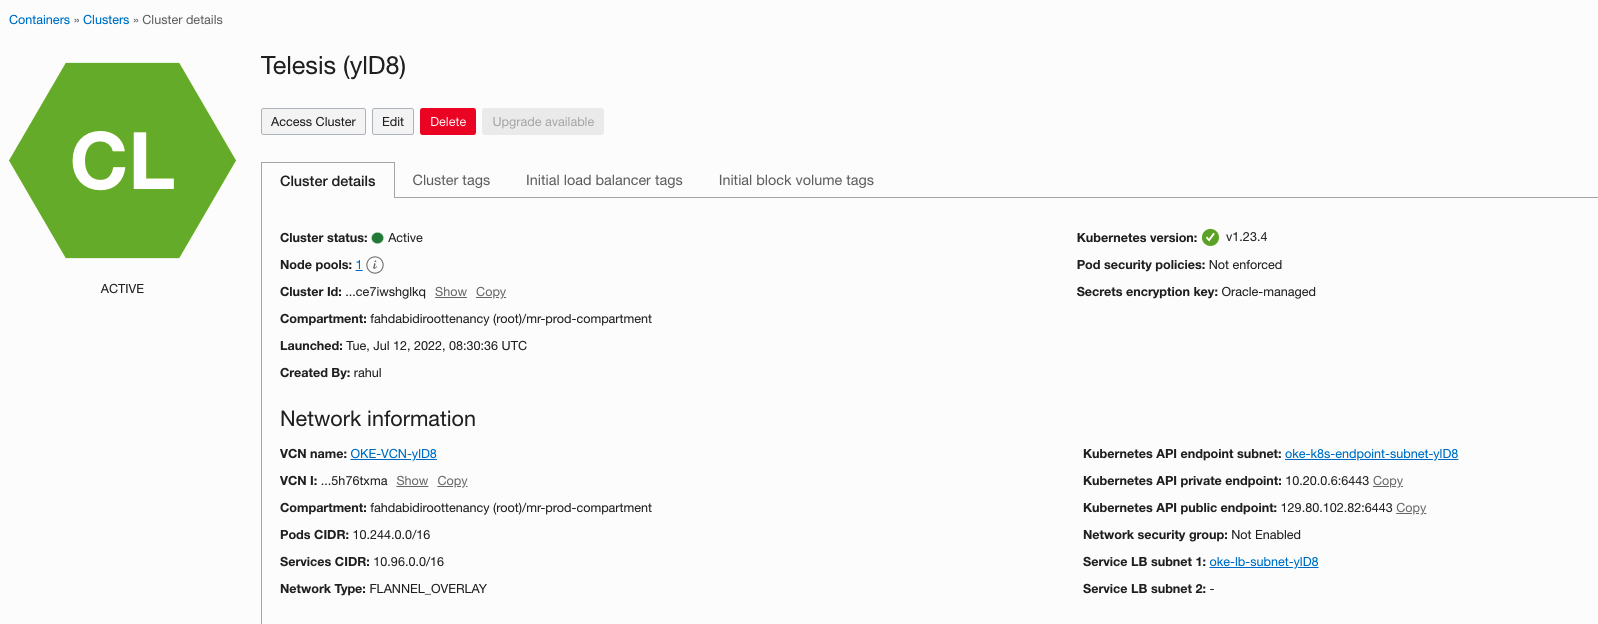 Containers » Clusters » Cluster details
CL
ACTIVE
Telesis (ylD8)
Access Cluster Edit Delete Upgrade available
Cluster details Cluster tags Initial load balancer tags Initial block volume tags
Cluster status: Active
Node pools: 1 i
Cluster Id: ...ce7iwshglkq Show Copy
Compartment: fahdabidiroottenancy (root)/mr-prod-compartment
Launched: Tue, Jul 12, 2022, 08:30:36 UTC
Created By: rahul
Kubernetes version: v1.23.4
Pod security policies: Not enforced
Secrets encryption key: Oracle-managed
Network information
VCN name: OKE-VCN-ylD8
VCN I: ...5h76txma Show Copy
Compartment: fahdabidiroottenancy (root)/mr-prod-compartment
Pods CIDR: 10.244.0.0/16
Services CIDR: 10.96.0.0/16
Network Type: FLANNEL_OVERLAY
Kubernetes API endpoint subnet: oke-k8s-endpoint-subnet-ylD8
Kubernetes API private endpoint: 10.20.0.6:6443 Copy
Kubernetes API public endpoint: 129.80.102.82:6443 Copy
Network security group: Not Enabled
Service LB subnet 1: oke-lb-subnet-ylD8
Service LB subnet 2: -